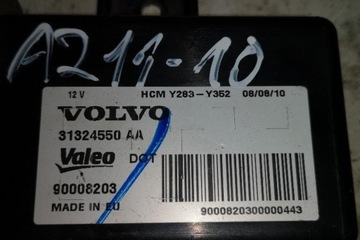 A211-10
12 V HCM Y283-Y352 08/08/10
VOLVO
31324550 AA
Valeo DOT
90008203
MADE IN EU 9000820300000443